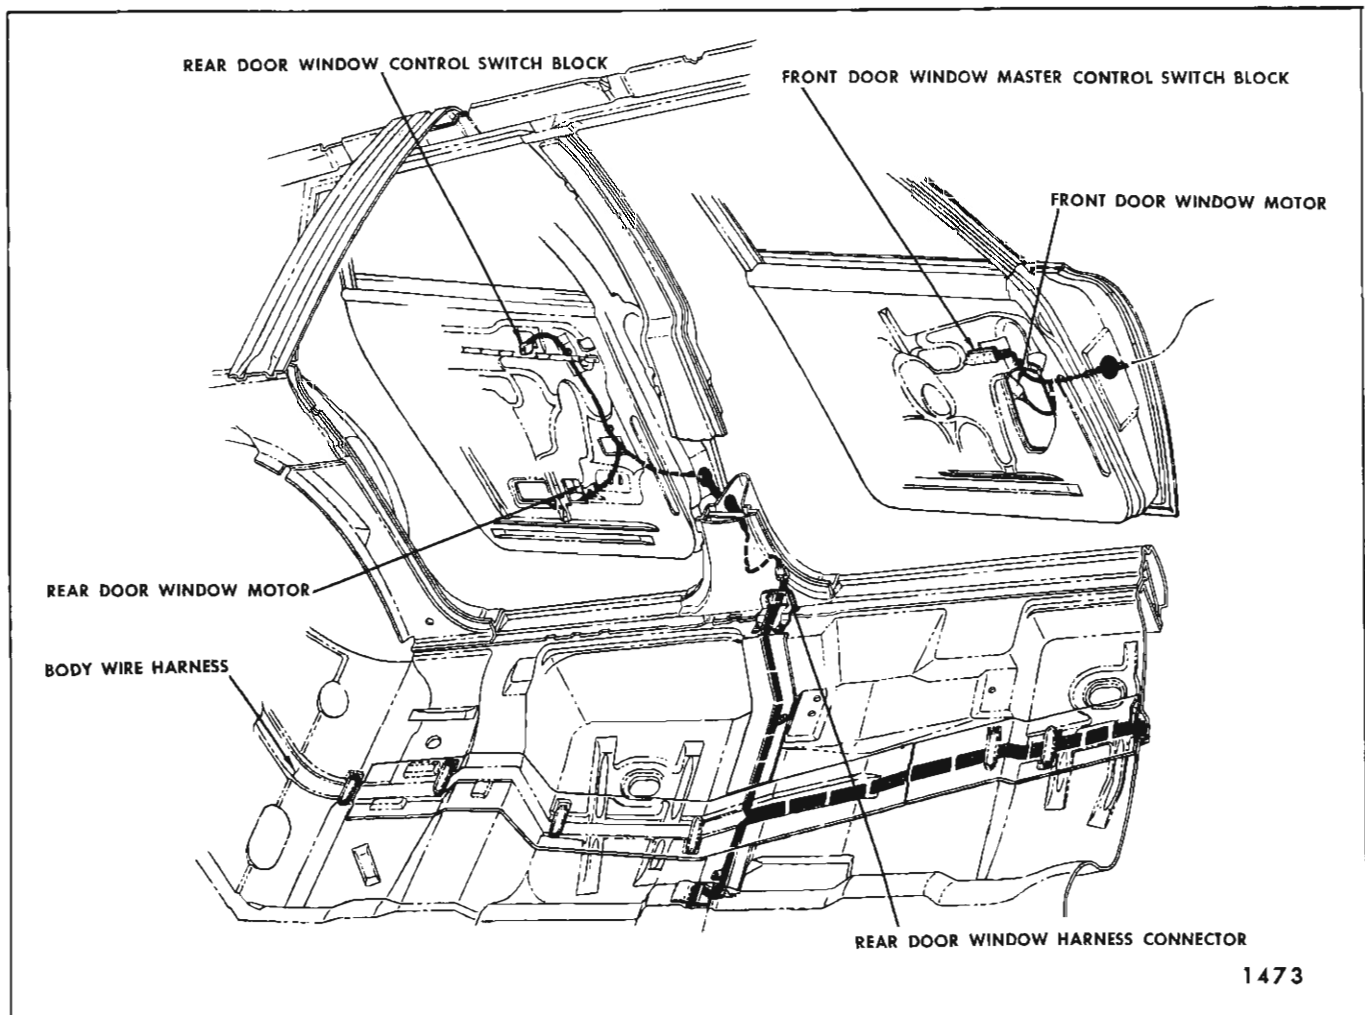 REAR DOOR WINDOW CONTROL SWITCH BLOCK
FRONT DOOR WINDOW MASTER CONTROL SWITCH BLOCK
FRONT DOOR WINDOW MOTOR
REAR DOOR WINDOW MOTOR
BODY WIRE HARNESS
REAR DOOR WINDOW HARNESS CONNECTOR
1473